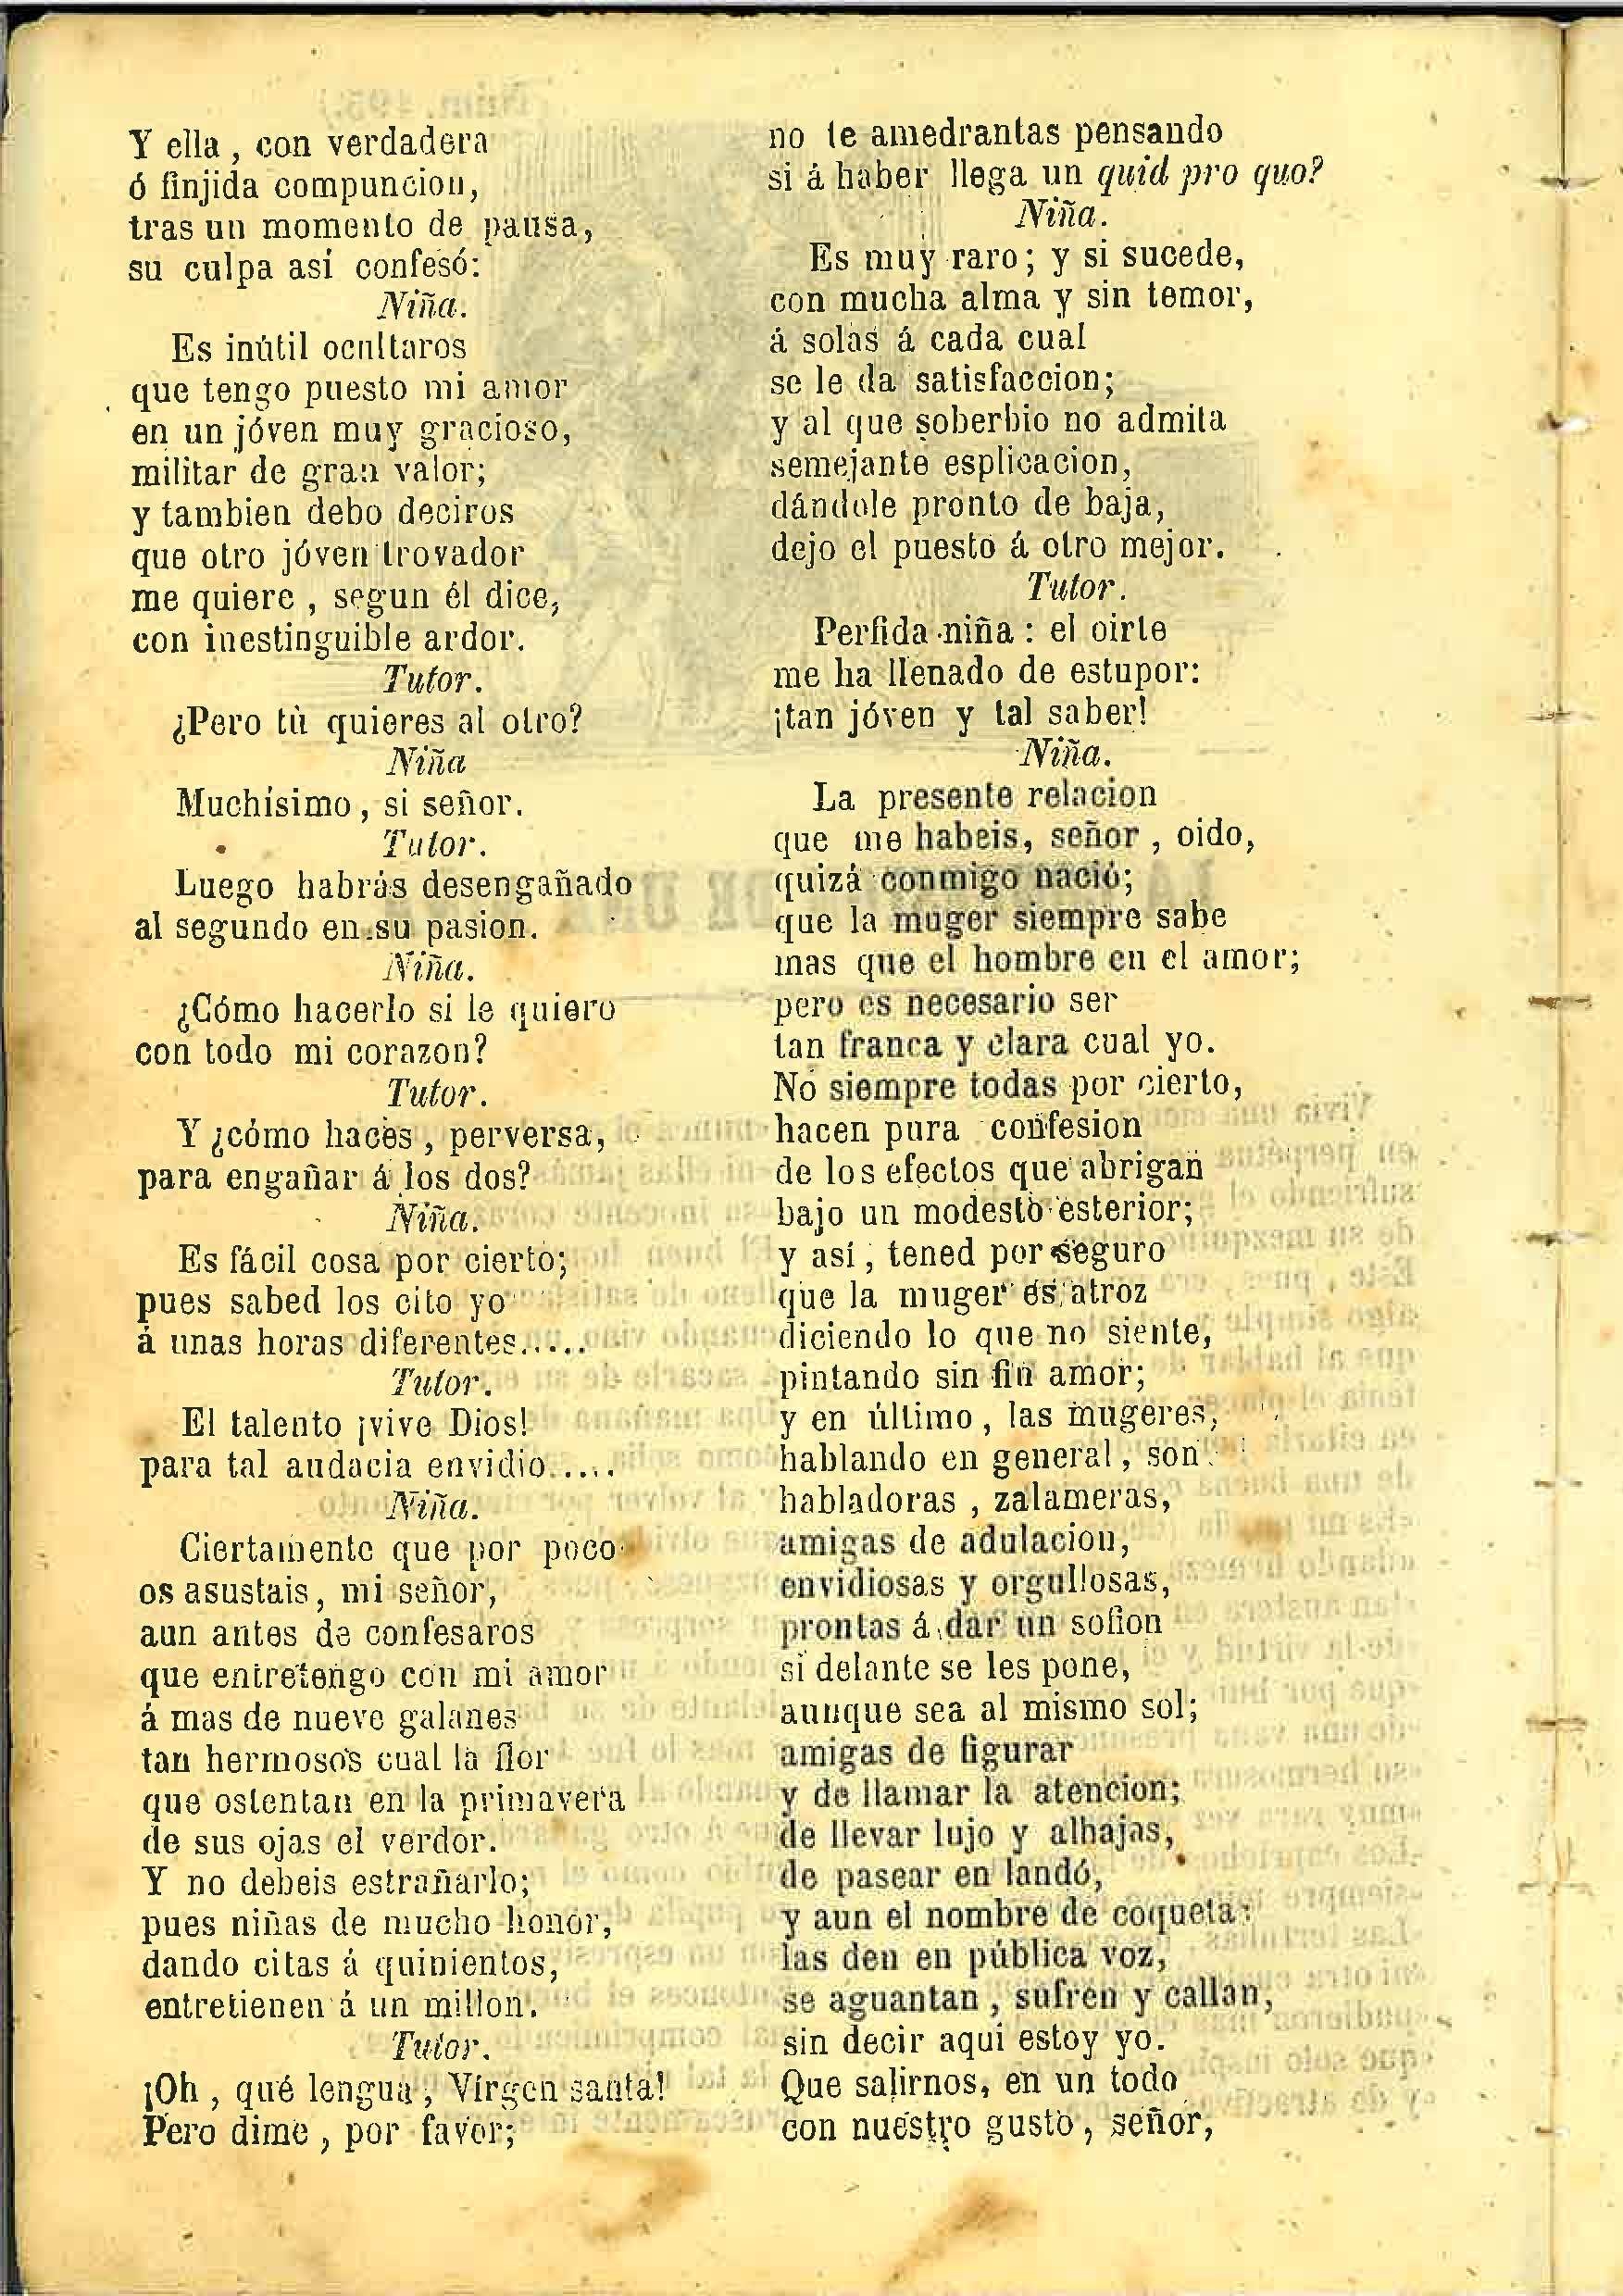 Y ella, con verdadera
ó finjida compuncion,
tras un momento de pausa,
su culpa asi confesó:
Niña.
Es inútil ocultaros
que tengo puesto mi amor
en un jóven muy gracioso,
militar de gran valor;
y tambien debo deciros
que otro jóven trovador
me quiere, segun él dice,
con inestinguible ardor.
Tutor.
¿Pero tù quieres al otro?
Niña
Muchísimo, si señor.
Tutor.
Luego habrás desengañado
al segundo en su pasion.
Niña.
¿Cómo hacerlo si le quiero
con todo mi corazon?
Tutor.
Y ¿cómo haces, perversa,
para engañar á los dos?
Niña.
Es fácil cosa por cierto;
pues sabed los cito yo
á unas horas diferentes.....
Tutor.
El talento ¡vive Dios!
para tal audacia envidio.....
Niña.
Ciertamente que por poco
os asustais, mi señor,
aun antes de confesaros
que entretengo con mi amor
á mas de nueve galanes
tan hermosos cual la flor
que ostentan en la primavera
de sus ojas el verdor.
Y no debeis estrañarlo;
pues niñas de mucho honor,
dando citas á quinientos,
entretienen á un millon.
Tutor.
¡Oh, qué lengua, Vírgen santa!
Pero dime, por favor;
no te amedrantas pensando
si á haber llega un quid pro quo?
Niña.
Es muy raro; y si sucede,
con mucha alma y sin temor,
á solas á cada cual
se le da satisfaccion;
y al que soberbio no admita
semejante esplicacion,
dándole pronto de baja,
dejo el puesto á otro mejor.
Tutor.
Perfida niña: el oirte
me ha llenado de estupor:
¡tan jóven y tal saber!
Niña.
La presente relacion
que me habeis, señor, oido,
quizá conmigo nació;
que la muger siempre sabe
mas que el hombre en el amor;
pero es necesario ser
tan franca y clara cual yo.
No siempre todas por cierto,
hacen pura confesion
de los efectos que abrigan
bajo un modesto esterior;
y así, tened por seguro
que la muger es atroz
diciendo lo que no siente,
pintando sin fin amor;
y en último, las mugeres,
hablando en general, son
habladoras, zalameras,
amigas de adulacion,
envidiosas y orgullosas,
prontas á dar un sofion
si delante se les pone,
aunque sea al mismo sol;
amigas de figurar
y de llamar la atencion;
de llevar lujo y alhajas,
de pasear en landó,
y aun el nombre de coqueta
las den en pública voz,
se aguantan, sufren y callan,
sin decir aqui estoy yo.
Que salirnos, en un todo
con nuestro gusto, señor,